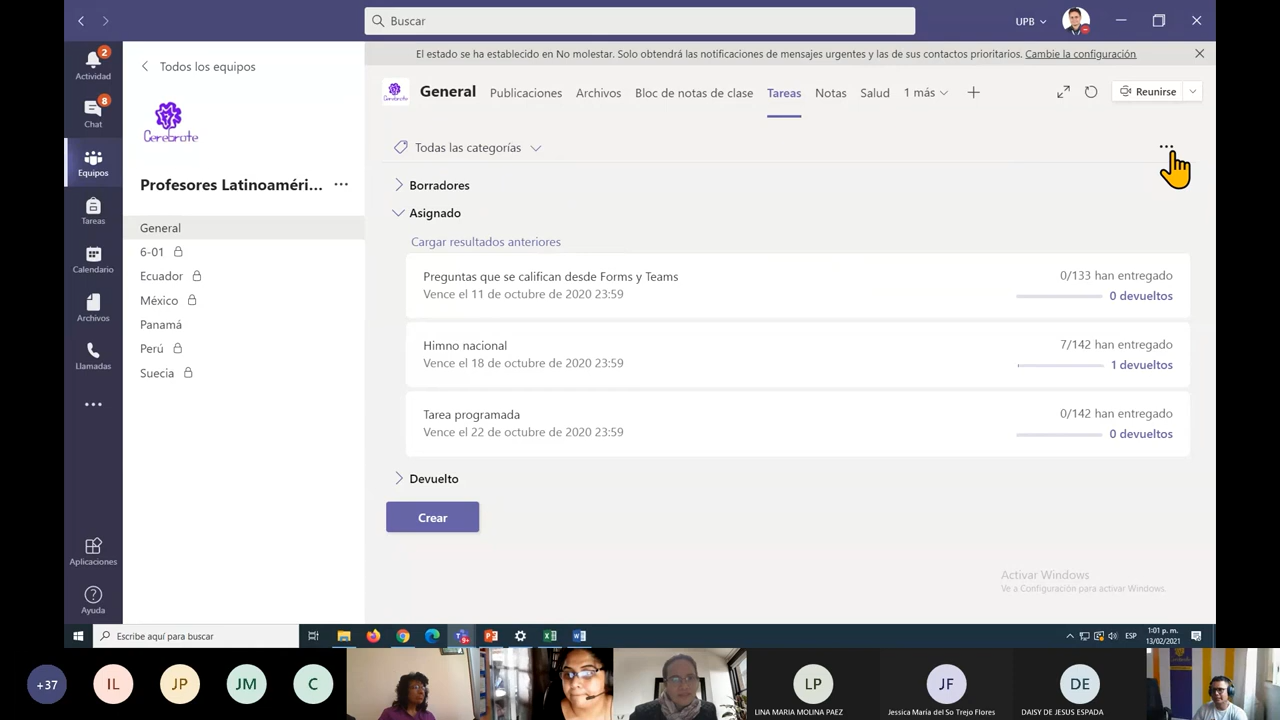 Buscar
UPB
El estado se ha establecido en No molestar. Solo obtendrá las notificaciones de mensajes urgentes y las de sus contactos prioritarios. Cambie la configuración
Actividad
2
Chat
8
Equipos
Tareas
Calendario
Archivos
Llamadas
Aplicaciones
Ayuda
Todos los equipos
Cerebrote
Profesores Latinoaméri...
General
6-01
Ecuador
México
Panamá
Perú
Suecia
General Publicaciones Archivos Bloc de notas de clase Tareas Notas Salud 1 más
Reunirse
Todas las categorías
Borradores
Asignado
Cargar resultados anteriores
Preguntas que se califican desde Forms y Teams
Vence el 11 de octubre de 2020 23:59
0/133 han entregado
0 devueltos
Himno nacional
Vence el 18 de octubre de 2020 23:59
7/142 han entregado
1 devueltos
Tarea programada
Vence el 22 de octubre de 2020 23:59
0/142 han entregado
0 devueltos
Devuelto
Crear
Activar Windows
Ve a Configuración para activar Windows.
Escribe aquí para buscar
ESP
1:01 p. m.
13/02/2021
+37
IL
JP
JM
C
LP
LINA MARIA MOLINA PAEZ
JF
Jessica María del So Trejo Flores
DE
DAISY DE JESUS ESPADA